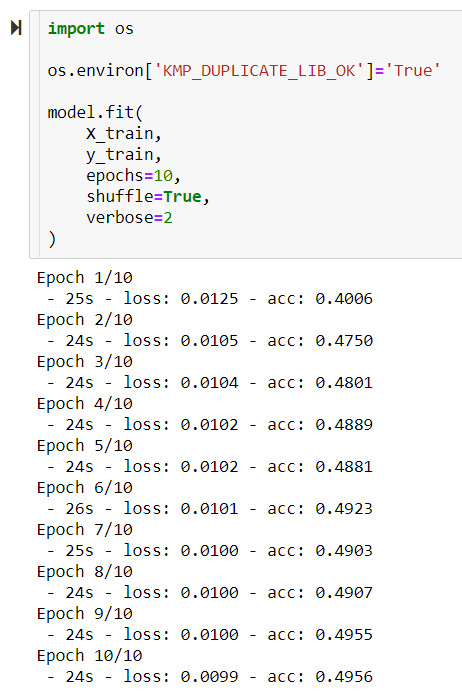 import os
os.environ['KMP_DUPLICATE_LIB_OK']='True'
model.fit(
    X_train,
    y_train,
    epochs=10,
    shuffle=True,
    verbose=2
)
Epoch 1/10
 - 25s - loss: 0.0125 - acc: 0.4006
Epoch 2/10
 - 24s - loss: 0.0105 - acc: 0.4750
Epoch 3/10
 - 24s - loss: 0.0104 - acc: 0.4801
Epoch 4/10
 - 24s - loss: 0.0102 - acc: 0.4889
Epoch 5/10
 - 24s - loss: 0.0102 - acc: 0.4881
Epoch 6/10
 - 26s - loss: 0.0101 - acc: 0.4923
Epoch 7/10
 - 25s - loss: 0.0100 - acc: 0.4903
Epoch 8/10
 - 24s - loss: 0.0100 - acc: 0.4907
Epoch 9/10
 - 24s - loss: 0.0100 - acc: 0.4955
Epoch 10/10
 - 24s - loss: 0.0099 - acc: 0.4956